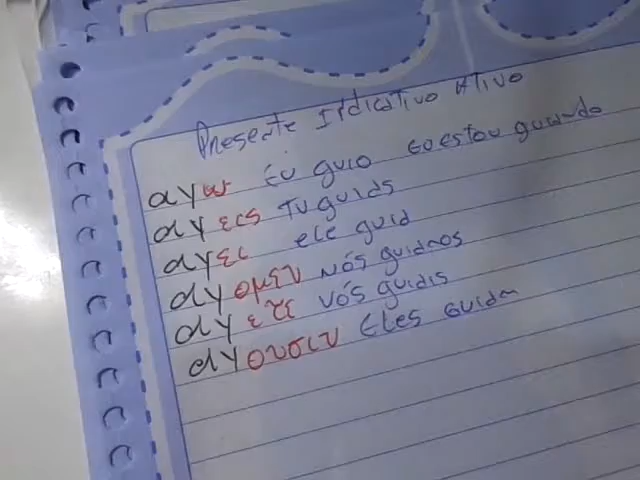 Presente Indicativo Ativo
αγω Eu guio Eu estou guiando
αγεις Tu guias
αγει ele guia
αγομεν Nós guiamos
αγετε Vós guiais
αγουσιν Eles Guiam